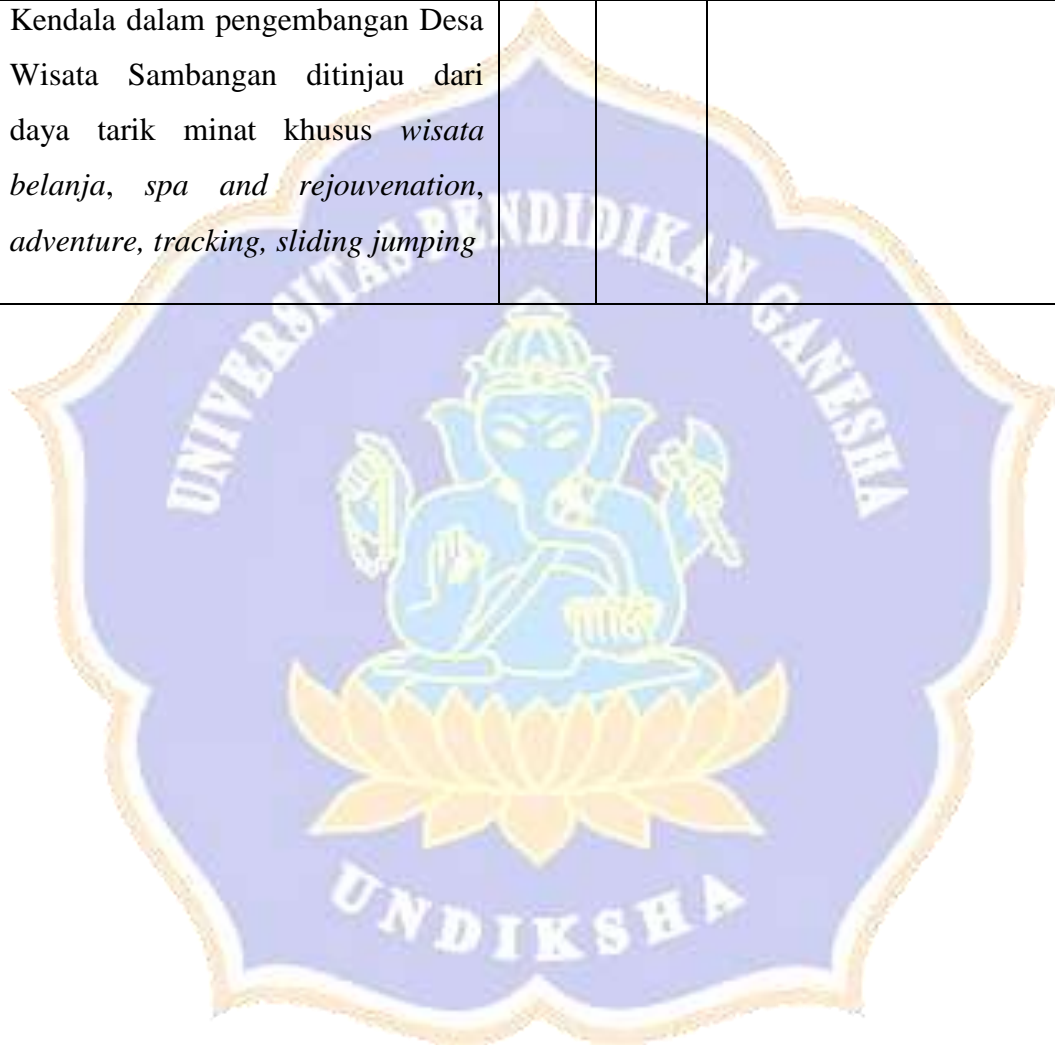 Kendala dalam pengembangan Desa
Wisata Sambangan ditinjau dari
daya tarik minat khusus wisata
belanja, spa and rejouvenation,
adventure, tracking, sliding jumping
UNIVERSITAS PENDIDIKAN GANESHA
UNDIKSHA